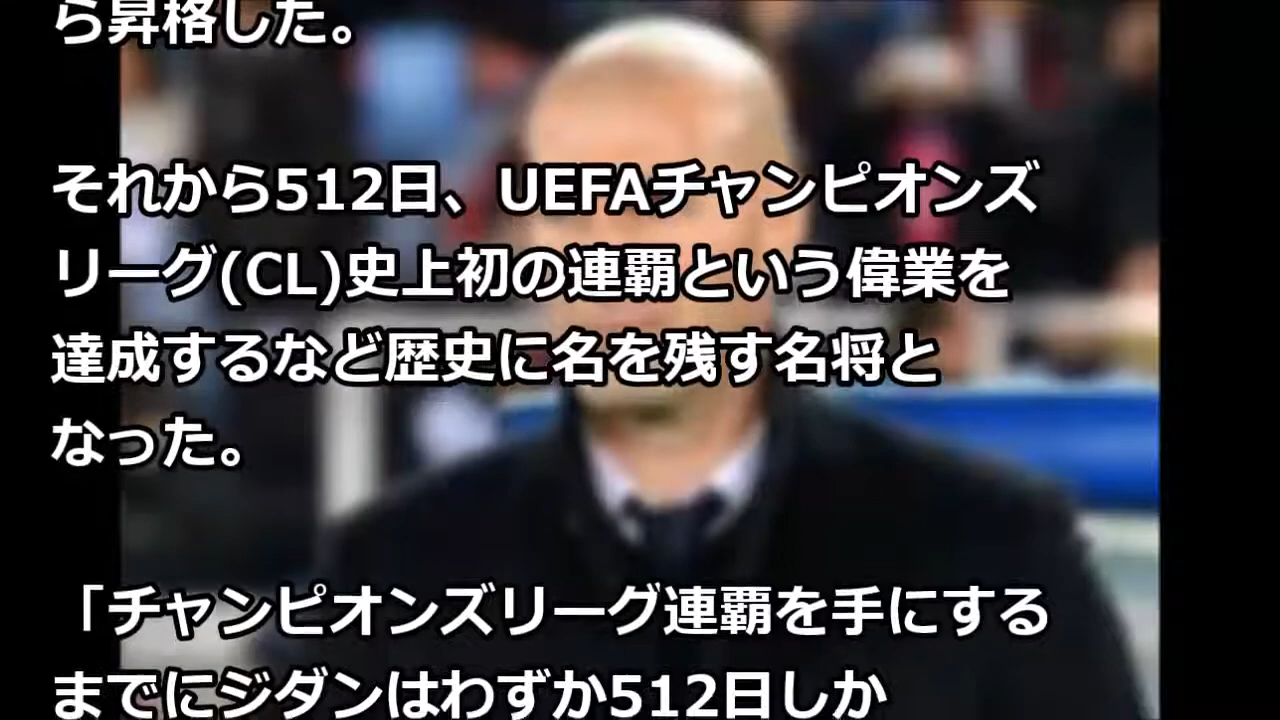 ら昇格した。
それから512日、UEFAチャンピオンズ
リーグ(CL)史上初の連覇という偉業を
達成するなど歴史に名を残す名将と
なった。
「チャンピオンズリーグ連覇を手にする
までにジダンはわずか512日しか